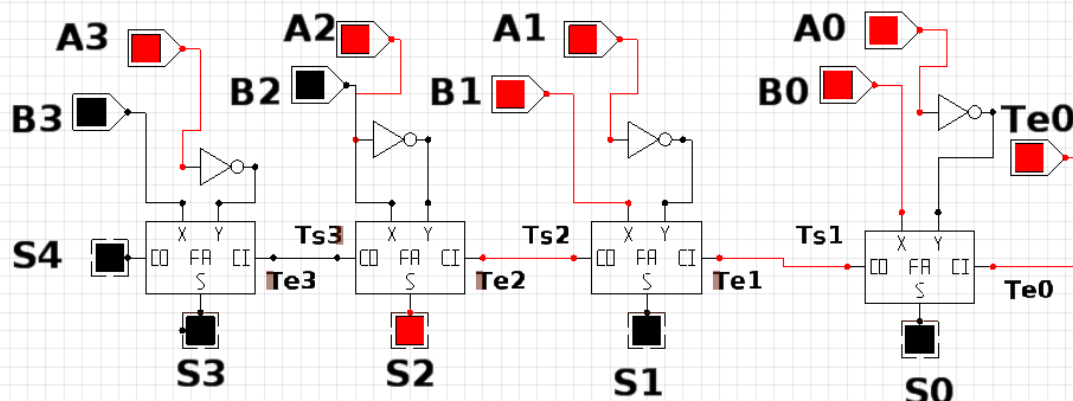 A3 A2 A1 A0
B3 B2 B1 B0 Te0
X Y X Y X Y X Y
S4 CO FA CI Ts3 CO FA CI Ts2 CO FA CI Ts1 CO FA CI
Te3 Te2 Te1 Te0
S S S S
S3 S2 S1 S0